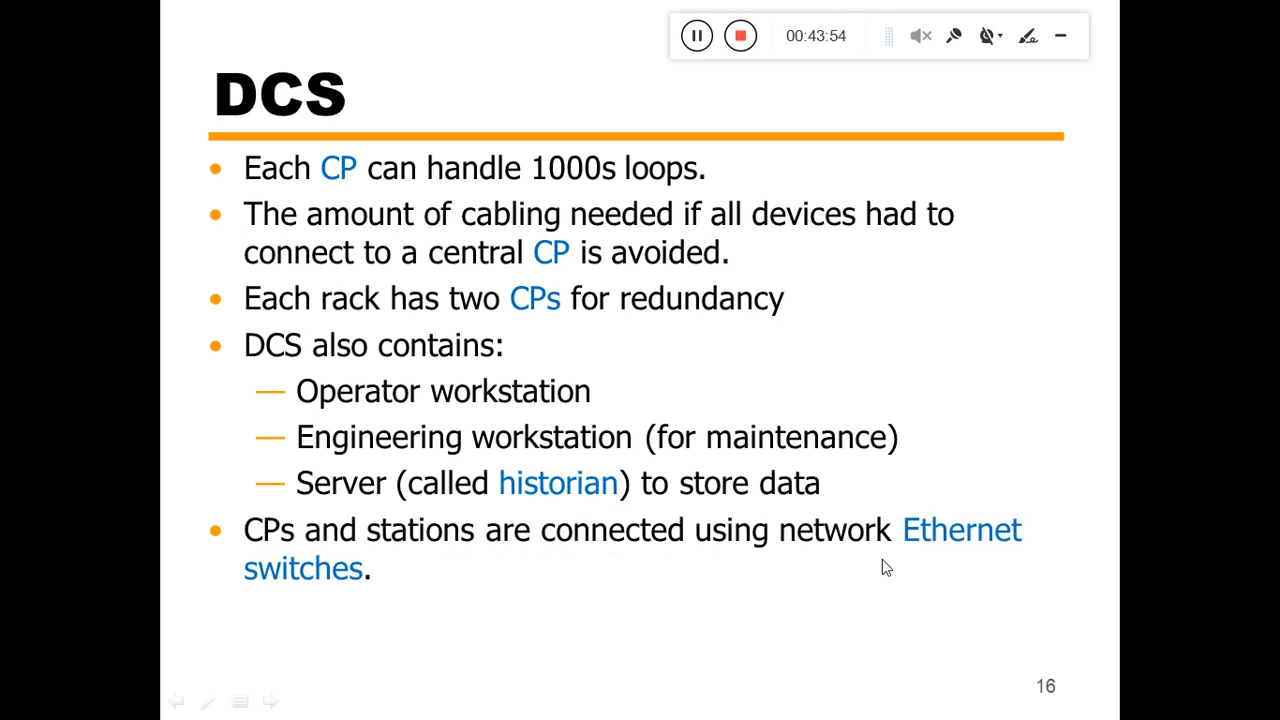 00:43:54
DCS
• Each CP can handle 1000s loops.
• The amount of cabling needed if all devices had to
connect to a central CP is avoided.
• Each rack has two CPs for redundancy
• DCS also contains:
— Operator workstation
— Engineering workstation (for maintenance)
— Server (called historian) to store data
• CPs and stations are connected using network Ethernet
switches.
16